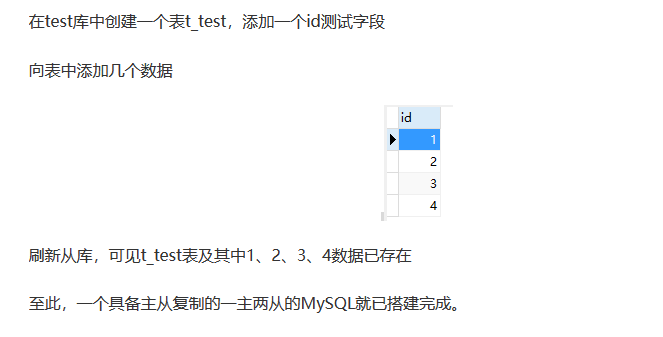 在test库中创建一个表t_test，添加一个id测试字段
向表中添加几个数据
id
1
2
3
4
刷新从库，可见t_test表及其中1、2、3、4数据已存在
至此，一个具备主从复制的一主两从的MySQL就已搭建完成。